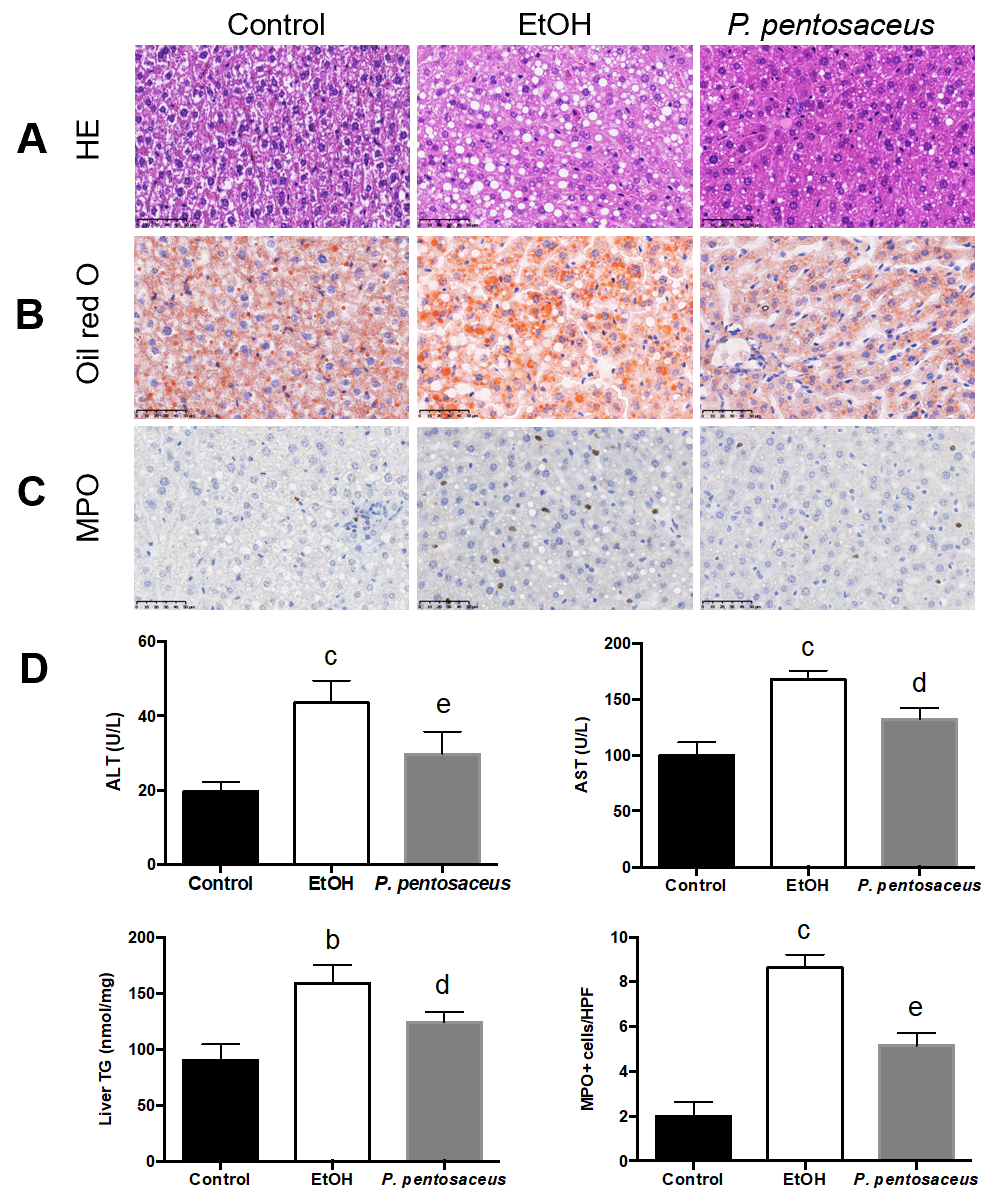 Control EtOH P. pentosaceus
A HE
B Oil red O
C MPO
D
60
40
20
0
ALT (U/L)
c
e
Control EtOH P. pentosaceus
200
150
100
50
0
AST (U/L)
c
d
Control EtOH P. pentosaceus
200
150
100
50
0
Liver TG (nmol/mg)
b
d
Control EtOH P. pentosaceus
10
8
6
4
2
0
MPO+ cells/HPF
c
e
Control EtOH P. pentosaceus